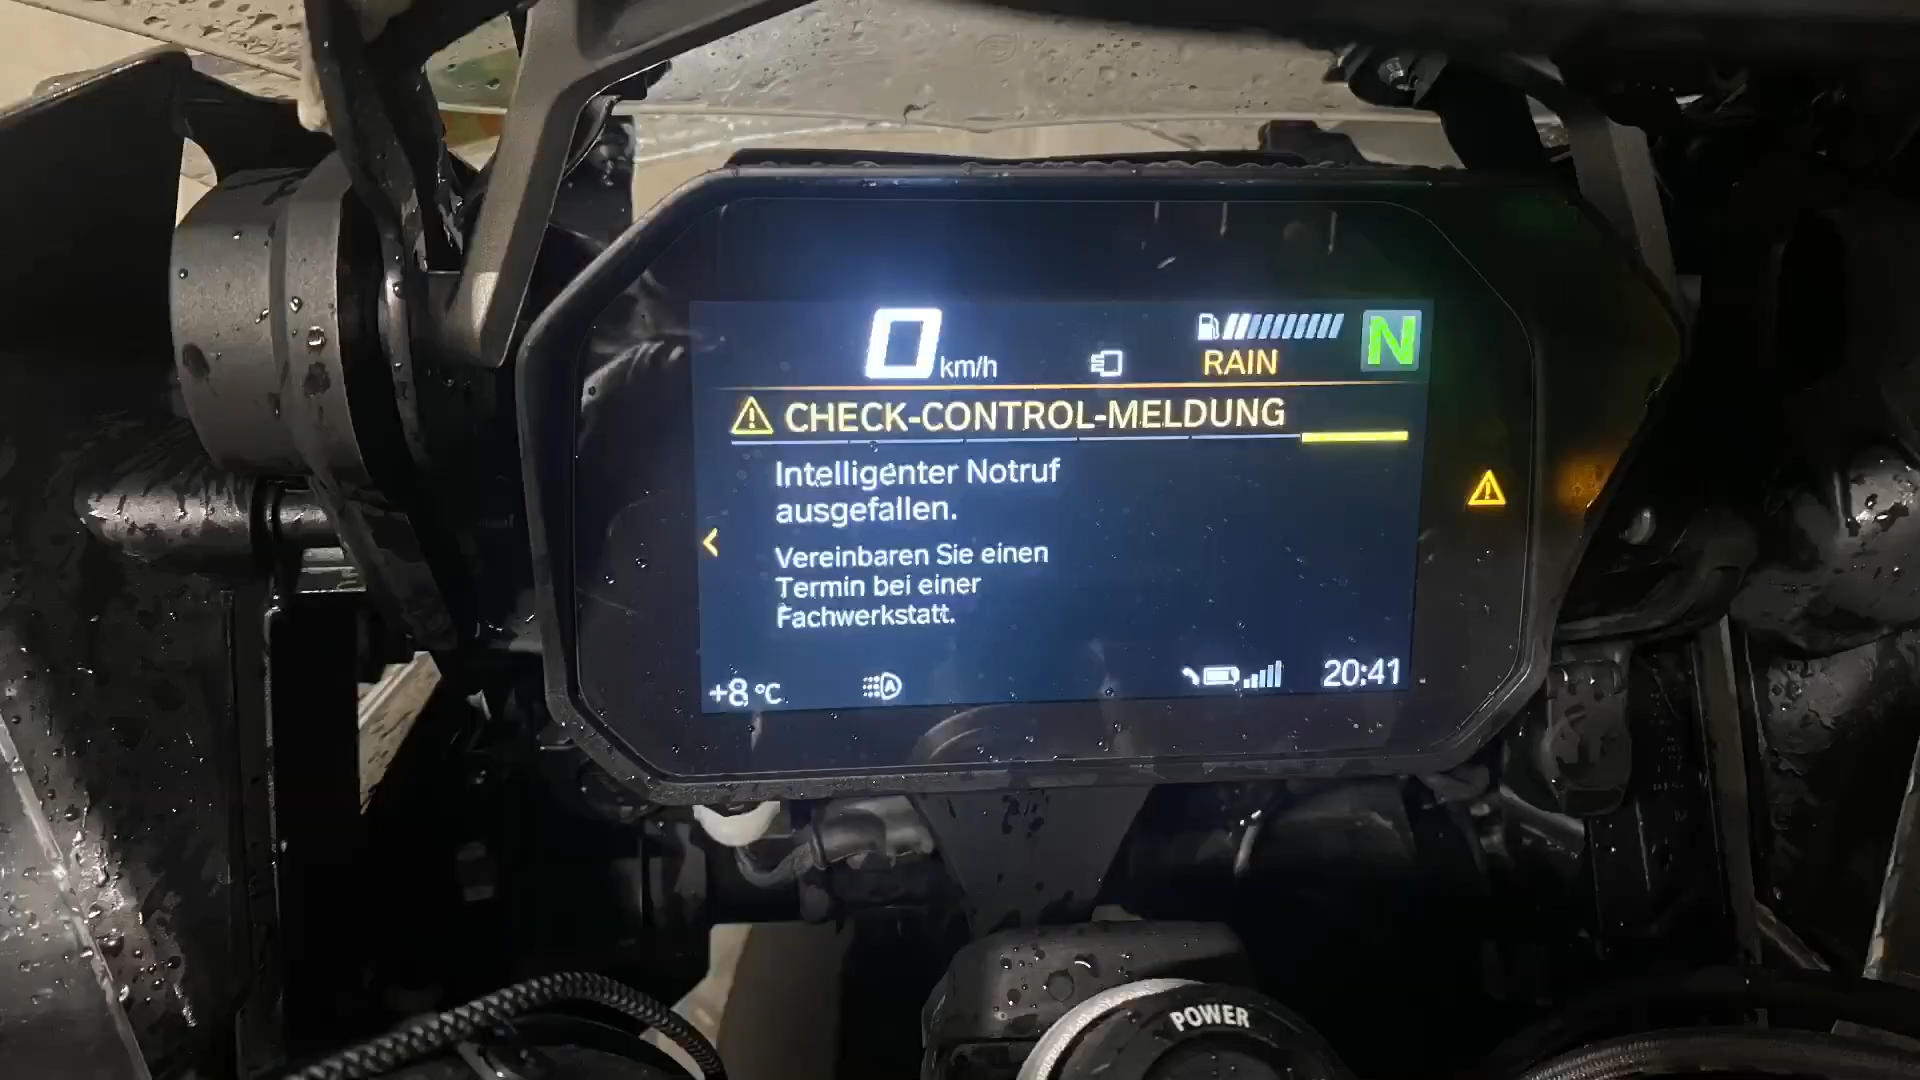 0 km/h
RAIN
N
CHECK-CONTROL-MELDUNG
Intelligenter Notruf
ausgefallen.
Vereinbaren Sie einen
Termin bei einer
Fachwerkstatt.
+8 °C
A
20:41
POWER